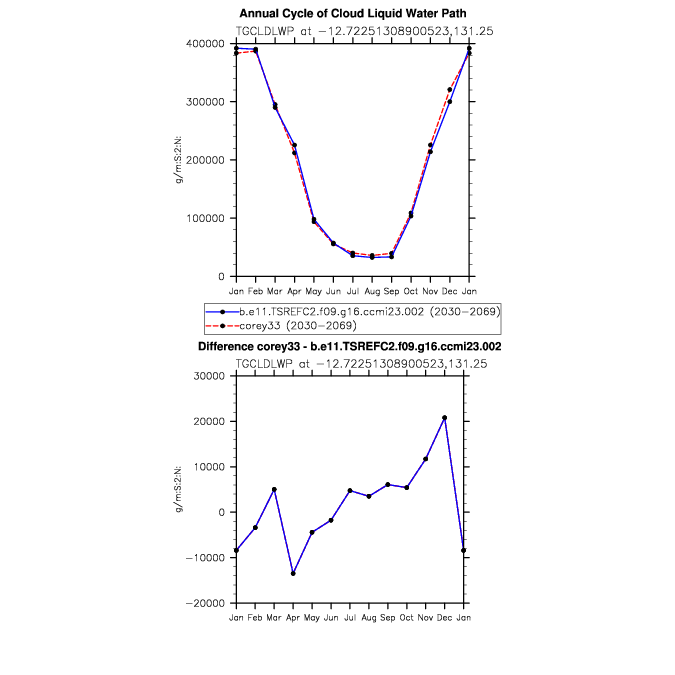 Annual Cycle of Cloud Liquid Water Path
TGCLDLWP at −12.72251308900523,131.25
400000
300000
200000
100000
0
g/m:S:2:N:
Jan Feb Mar Apr May Jun Jul Aug Sep Oct Nov Dec Jan
b.e11.TSREFC2.f09.g16.ccmi23.002 (2030−2069)
corey33 (2030−2069)
Difference corey33 - b.e11.TSREFC2.f09.g16.ccmi23.002
TGCLDLWP at −12.72251308900523,131.25
30000
20000
10000
0
−10000
−20000
g/m:S:2:N:
Jan Feb Mar Apr May Jun Jul Aug Sep Oct Nov Dec Jan